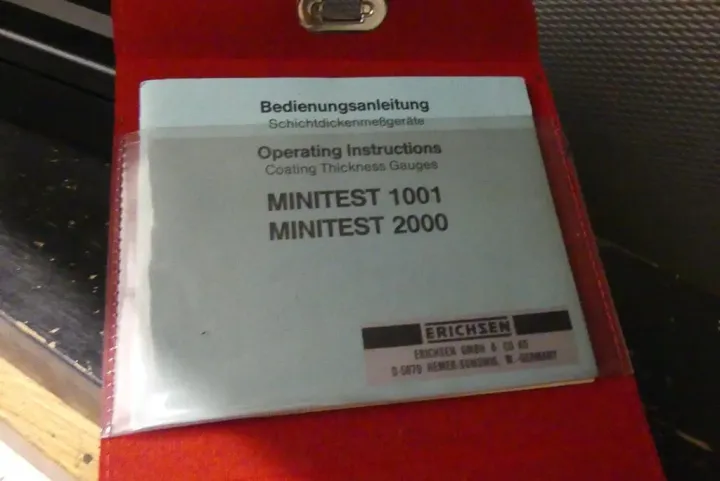 Bedienungsanleitung
Schichtdickenmeßgeräte
Operating Instructions
Coating Thickness Gauges
MINITEST 1001
MINITEST 2000
ERICHSEN
ERICHSEN GMBH & CO KG
D-5870 HEMER-SUNDWIG W.-GERMANY